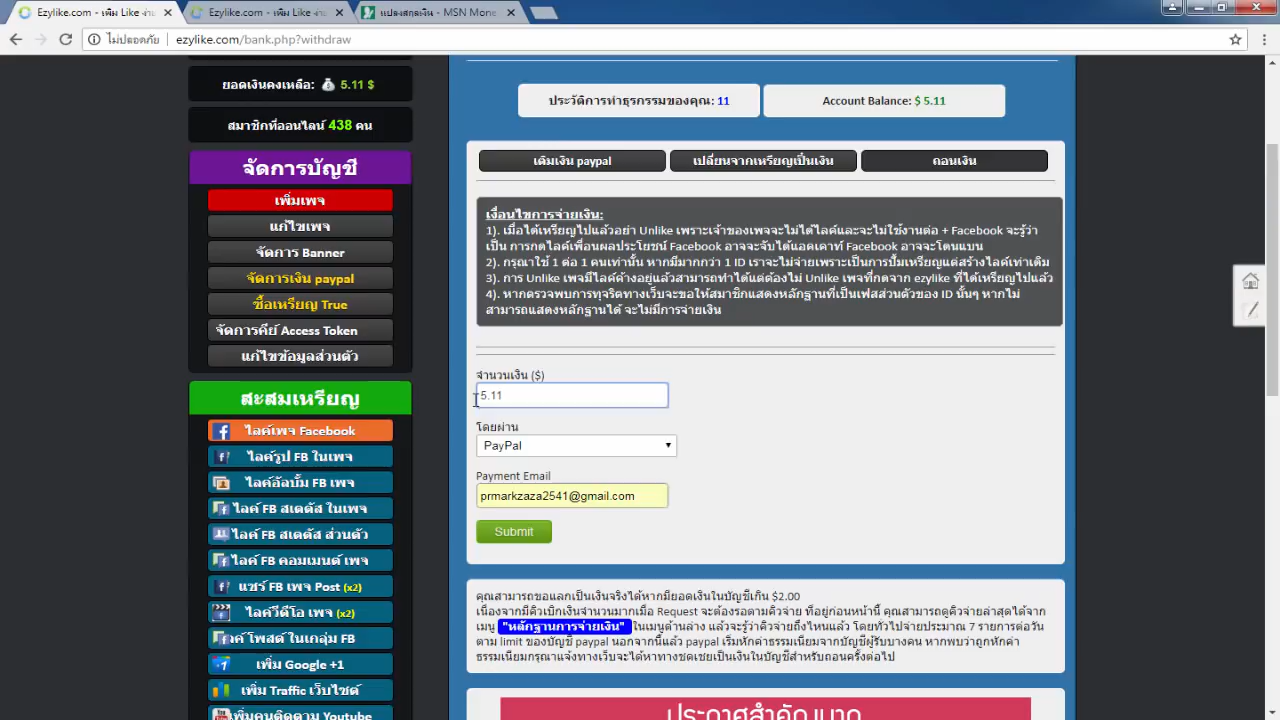 Ezylike.com - เพิ่ม Like ง่าย
Ezylike.com - เพิ่ม Like ง่าย
แปลงสกุลเงิน - MSN Mone
ไม่ปลอดภัย
ezylike.com/bank.php?withdraw
ยอดเงินคงเหลือ: 5.11 $
สมาชิกที่ออนไลน์ 438 คน
จัดการบัญชี
เพิ่มเพจ
แก้ไขเพจ
จัดการ Banner
จัดการเงิน paypal
ซื้อเหรียญ True
จัดการคีย์ Access Token
แก้ไขข้อมูลส่วนตัว
สะสมเหรียญ
ไลค์เพจ Facebook
ไลค์รูป FB ในเพจ
ไลค์อัลบั้ม FB เพจ
ไลค์ FB สเตตัส ในเพจ
ไลค์ FB สเตตัส ส่วนตัว
ไลค์ FB คอมเมนต์ เพจ
แชร์ FB เพจ Post (x2)
ไลค์วีดีโอ เพจ (x2)
ไลค์ โพสต์ ในกลุ่ม FB
เพิ่ม Google +1
เพิ่ม Traffic เว็บไซต์
เพิ่มคนติดตาม Youtube
ประวัติการทำธุรกรรมของคุณ: 11
Account Balance: $ 5.11
เติมเงิน paypal
เปลี่ยนจากเหรียญเป็นเงิน
ถอนเงิน
เงื่อนไขการจ่ายเงิน:
1). เมื่อได้เหรียญไปแล้วอย่า Unlike เพราะเจ้าของเพจจะไม่ได้ไลค์และจะไม่ใช้งานต่อ + Facebook จะรู้ว่า
เป็น การกดไลค์เพื่อนผลประโยชน์ Facebook อาจจะจับได้แอคเคาท์ Facebook อาจจะโดนแบน
2). กรุณาใช้ 1 ต่อ 1 คนเท่านั้น หากมีมากกว่า 1 ID เราจะไม่จ่ายเพราะเป็นการปั้มเหรียญแต่สร้างไลค์เท่าเดิม
3). การ Unlike เพจมีไลค์ค้างอยู่แล้วสามารถทำได้แต่ต้องไม่ Unlike เพจที่กดจาก ezylike ที่ได้เหรียญไปแล้ว
4). หากตรวจพบการทุจริตทางเว็บจะขอให้สมาชิกแสดงหลักฐานที่เป็นเฟสส่วนตัวของ ID นั้นๆ หากไม่
สามารถแสดงหลักฐานได้ จะไม่มีการจ่ายเงิน
จำนวนเงิน ($)
5.11
โดยผ่าน
PayPal
Payment Email
prmarkzaza2541@gmail.com
Submit
คุณสามารถขอแลกเป็นเงินจริงได้หากมียอดเงินในบัญชีเกิน $2.00
เนื่องจากมีคิวเบิกเงินจำนวนมากเมื่อ Request จะต้องรอตามคิวจ่าย ที่อยู่ก่อนหน้านี้ คุณสามารถดูคิวจ่ายล่าสุดได้จาก
เมนู "หลักฐานการจ่ายเงิน" ในเมนูด้านล่าง แล้วจะรู้ว่าคิวจ่ายถึงไหนแล้ว โดยทั่วไปจ่ายประมาณ 7 รายการต่อวัน
ตาม limit ของบัญชี paypal นอกจากนี้แล้ว paypal เริ่มหักค่าธรรมเนียมจากบัญชีผู้รับบางคน หากพบว่าถูกหักค่า
ธรรมเนียมกรุณาแจ้งทางเว็บจะได้หาทางชดเชยเป็นเงินในบัญชีสำหรับถอนครั้งต่อไป
ประกาศสำคัญ มาก